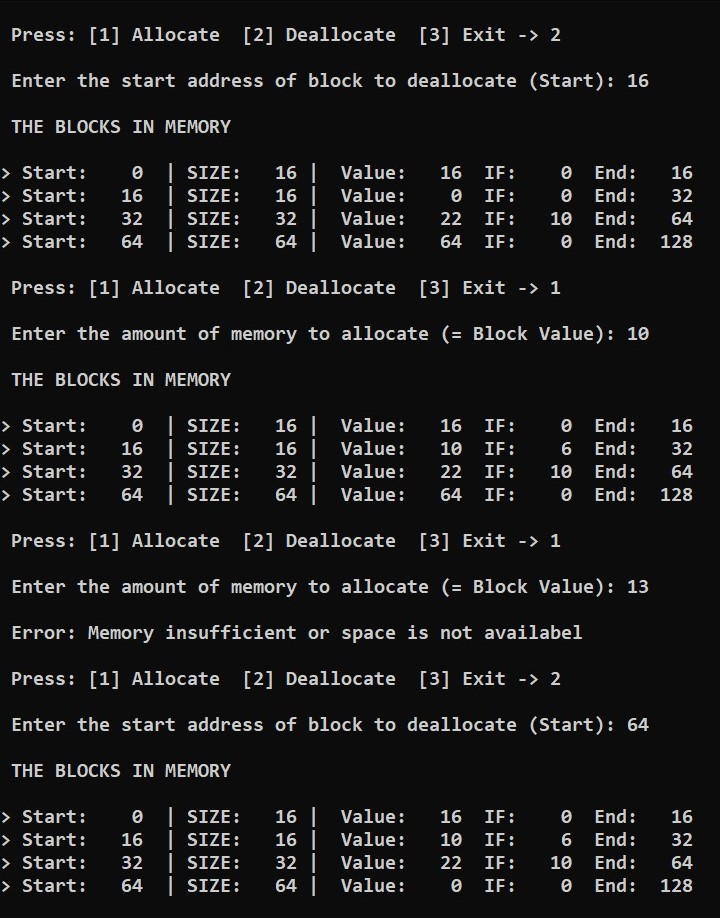 Press: [1] Allocate  [2] Deallocate  [3] Exit -> 2
Enter the start address of block to deallocate (Start): 16
THE BLOCKS IN MEMORY
> Start:    0  | SIZE:   16 |  Value:   16  IF:    0  End:   16
> Start:   16  | SIZE:   16 |  Value:    0  IF:    0  End:   32
> Start:   32  | SIZE:   32 |  Value:   22  IF:   10  End:   64
> Start:   64  | SIZE:   64 |  Value:   64  IF:    0  End:  128
Press: [1] Allocate  [2] Deallocate  [3] Exit -> 1
Enter the amount of memory to allocate (= Block Value): 10
THE BLOCKS IN MEMORY
> Start:    0  | SIZE:   16 |  Value:   16  IF:    0  End:   16
> Start:   16  | SIZE:   16 |  Value:   10  IF:    6  End:   32
> Start:   32  | SIZE:   32 |  Value:   22  IF:   10  End:   64
> Start:   64  | SIZE:   64 |  Value:   64  IF:    0  End:  128
Press: [1] Allocate  [2] Deallocate  [3] Exit -> 1
Enter the amount of memory to allocate (= Block Value): 13
Error: Memory insufficient or space is not availabel
Press: [1] Allocate  [2] Deallocate  [3] Exit -> 2
Enter the start address of block to deallocate (Start): 64
THE BLOCKS IN MEMORY
> Start:    0  | SIZE:   16 |  Value:   16  IF:    0  End:   16
> Start:   16  | SIZE:   16 |  Value:   10  IF:    6  End:   32
> Start:   32  | SIZE:   32 |  Value:   22  IF:   10  End:   64
> Start:   64  | SIZE:   64 |  Value:    0  IF:    0  End:  128